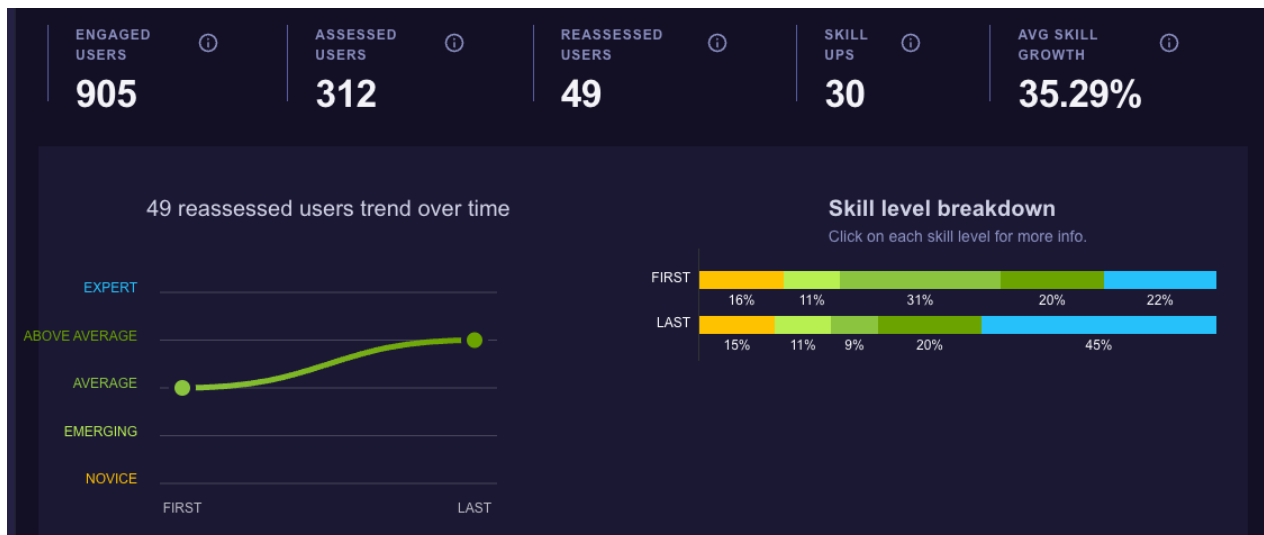 ENGAGED
USERS
905
ASSESSED
USERS
312
REASSESSED
USERS
49
SKILL
UPS
30
AVG SKILL
GROWTH
35.29%
49 reassessed users trend over time
EXPERT
ABOVE AVERAGE
AVERAGE
EMERGING
NOVICE
FIRST LAST
Skill level breakdown
Click on each skill level for more info.
FIRST
16% 11% 31% 20% 22%
LAST
15% 11% 9% 20% 45%